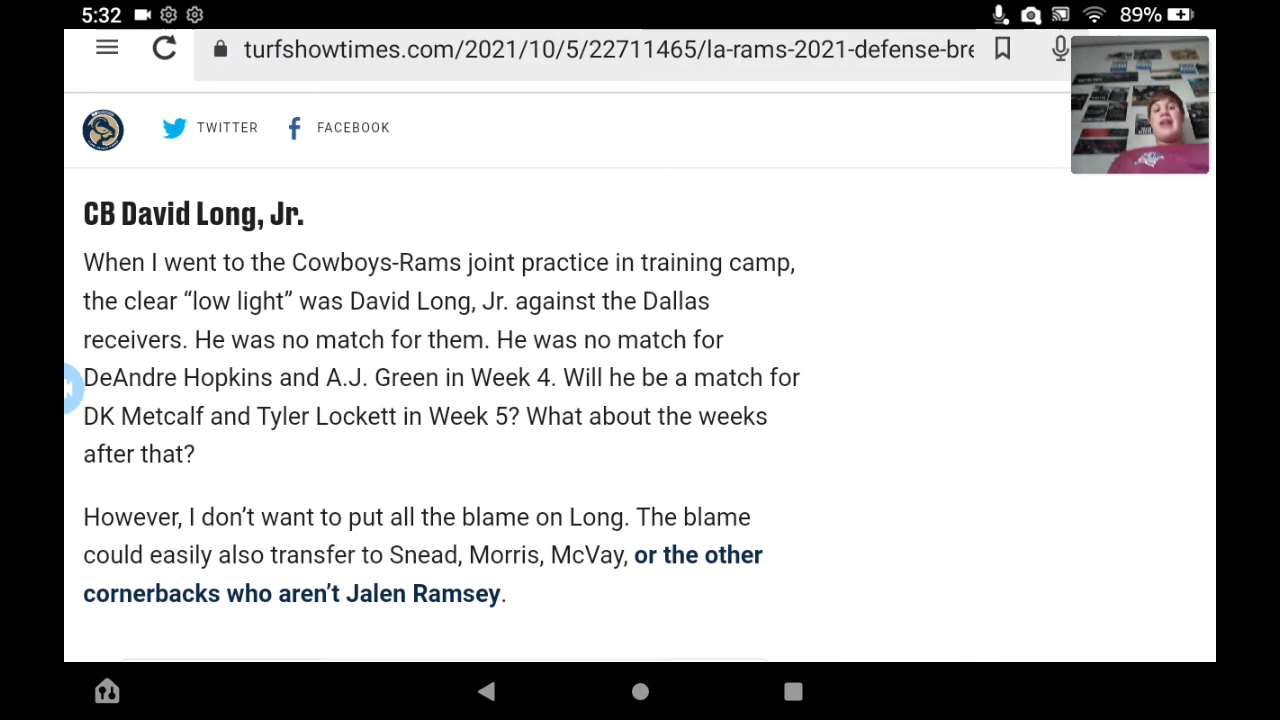 5:32
89%
turfshowtimes.com/2021/10/5/22711465/la-rams-2021-defense-bre
TWITTER
FACEBOOK
CB David Long, Jr.
When I went to the Cowboys-Rams joint practice in training camp,
the clear “low light” was David Long, Jr. against the Dallas
receivers. He was no match for them. He was no match for
DeAndre Hopkins and A.J. Green in Week 4. Will he be a match for
DK Metcalf and Tyler Lockett in Week 5? What about the weeks
after that?
However, I don’t want to put all the blame on Long. The blame
could easily also transfer to Snead, Morris, McVay, or the other
cornerbacks who aren’t Jalen Ramsey.